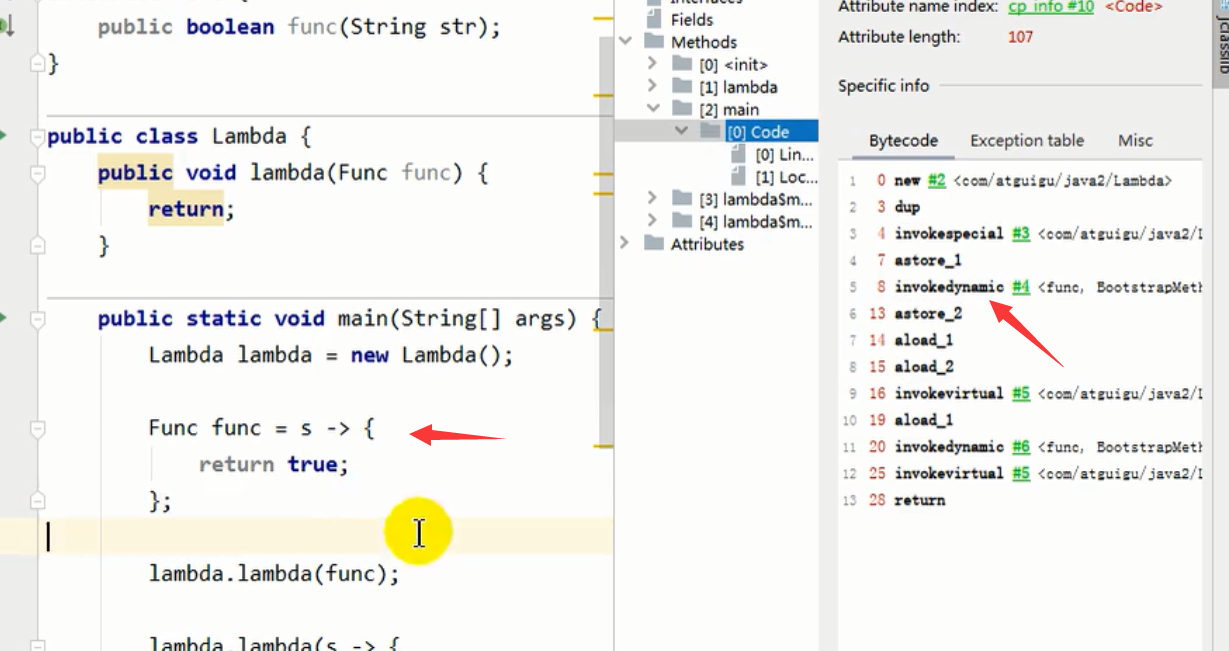 public boolean func(String str);
}
public class Lambda {
public void lambda(Func func) {
return;
}
public static void main(String[] args) {
Lambda lambda = new Lambda();
Func func = s -> {
return true;
};
lambda.lambda(func);
lambda.lambda(s -> {
Interfaces
Fields
Methods
[0] <init>
[1] lambda
[2] main
[0] Code
[0] Lin...
[1] Loc...
[3] lambda$m...
[4] lambda$m...
Attributes
Attribute name index: cp info #10 <Code>
Attribute length: 107
Specific info
Bytecode Exception table Misc
1 0 new #2 <com/atguigu/java2/Lambda>
2 3 dup
3 4 invokespecial #3 <com/atguigu/java2/L
4 7 astore_1
5 8 invokedynamic #4 <func, BootstrapMeth
6 13 astore_2
7 14 aload_1
8 15 aload_2
9 16 invokevirtual #5 <com/atguigu/java2/L
10 19 aload_1
11 20 invokedynamic #6 <func, BootstrapMeth
12 25 invokevirtual #5 <com/atguigu/java2/L
13 28 return
jclasslib